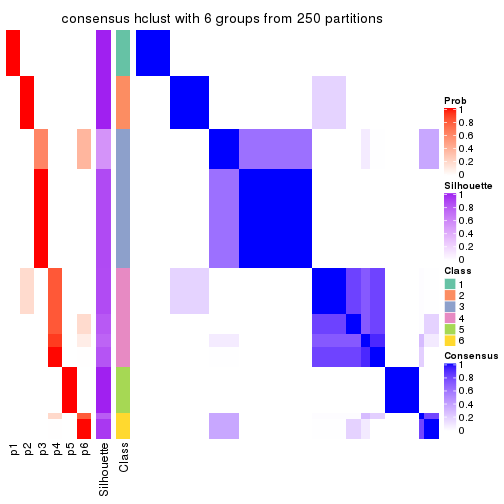 consensus hclust with 6 groups from 250 partitions
Prob
1
0.8
0.6
0.4
0.2
0
Silhouette
1
0.8
0.6
0.4
0.2
0
Class
1
2
3
4
5
6
Consensus
1
0.8
0.6
0.4
0.2
0
p1
p2
p3
p4
p5
p6
Silhouette
Class